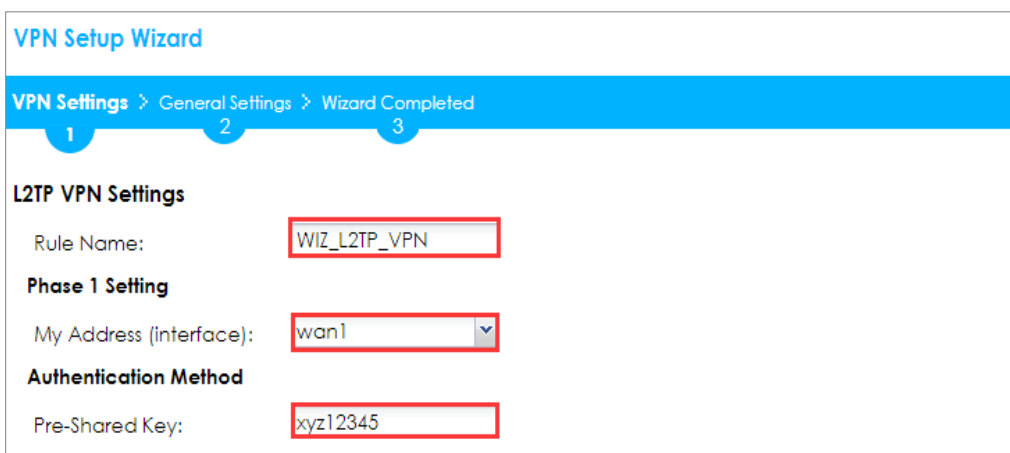 VPN Setup Wizard
VPN Settings > General Settings > Wizard Completed
1 2 3
L2TP VPN Settings
Rule Name: WIZ_L2TP_VPN
Phase 1 Setting
My Address (interface): wan1
Authentication Method
Pre-Shared Key: xyz12345